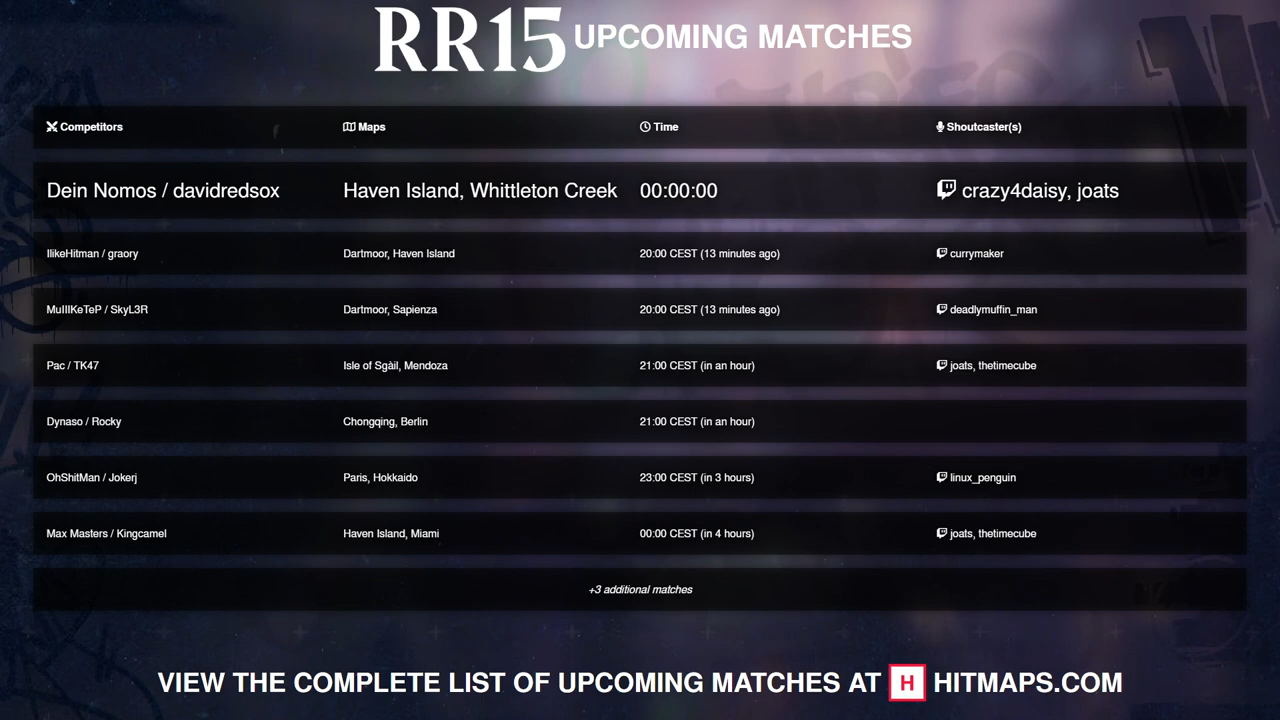 RR15 UPCOMING MATCHES
Competitors Maps Time Shoutcaster(s)
Dein Nomos / davidredsox Haven Island, Whittleton Creek 00:00:00 crazy4daisy, joats
IlikeHitman / graory Dartmoor, Haven Island 20:00 CEST (13 minutes ago) currymaker
MuIIIKeTeP / SkyL3R Dartmoor, Sapienza 20:00 CEST (13 minutes ago) deadlymuffin_man
Pac / TK47 Isle of Sgàil, Mendoza 21:00 CEST (in an hour) joats, thetimecube
Dynaso / Rocky Chongqing, Berlin 21:00 CEST (in an hour)
OhShitMan / Jokerj Paris, Hokkaido 23:00 CEST (in 3 hours) linux_penguin
Max Masters / Kingcamel Haven Island, Miami 00:00 CEST (in 4 hours) joats, thetimecube
+3 additional matches
VIEW THE COMPLETE LIST OF UPCOMING MATCHES AT H HITMAPS.COM